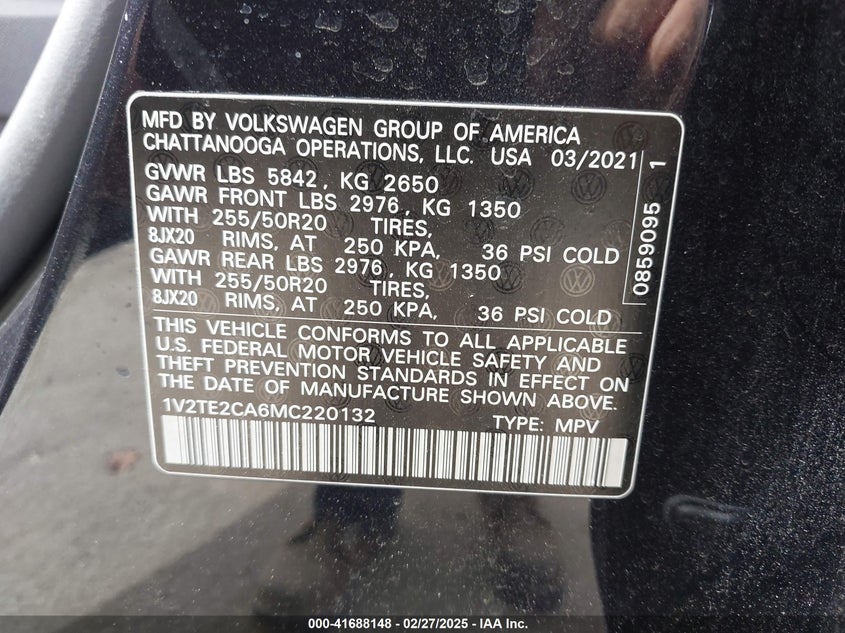 MFD BY VOLKSWAGEN GROUP OF AMERICA
CHATTANOOGA OPERATIONS, LLC. USA 03/2021
GVWR LBS 5842, KG 2650
GAWR FRONT LBS 2976, KG 1350
WITH 255/50R20 TIRES,
8JX20 RIMS, AT 250 KPA, 36 PSI COLD
GAWR REAR LBS 2976, KG 1350
WITH 255/50R20 TIRES,
8JX20 RIMS, AT 250 KPA, 36 PSI COLD
0859095 1
THIS VEHICLE CONFORMS TO ALL APPLICABLE
U.S. FEDERAL MOTOR VEHICLE SAFETY AND
THEFT PREVENTION STANDARDS IN EFFECT ON
THE DATE OF MANUFACTURE SHOWN ABOVE.
1V2TE2CA6MC220132 TYPE: MPV
000-41688148 - 02/27/2025 - IAA Inc.